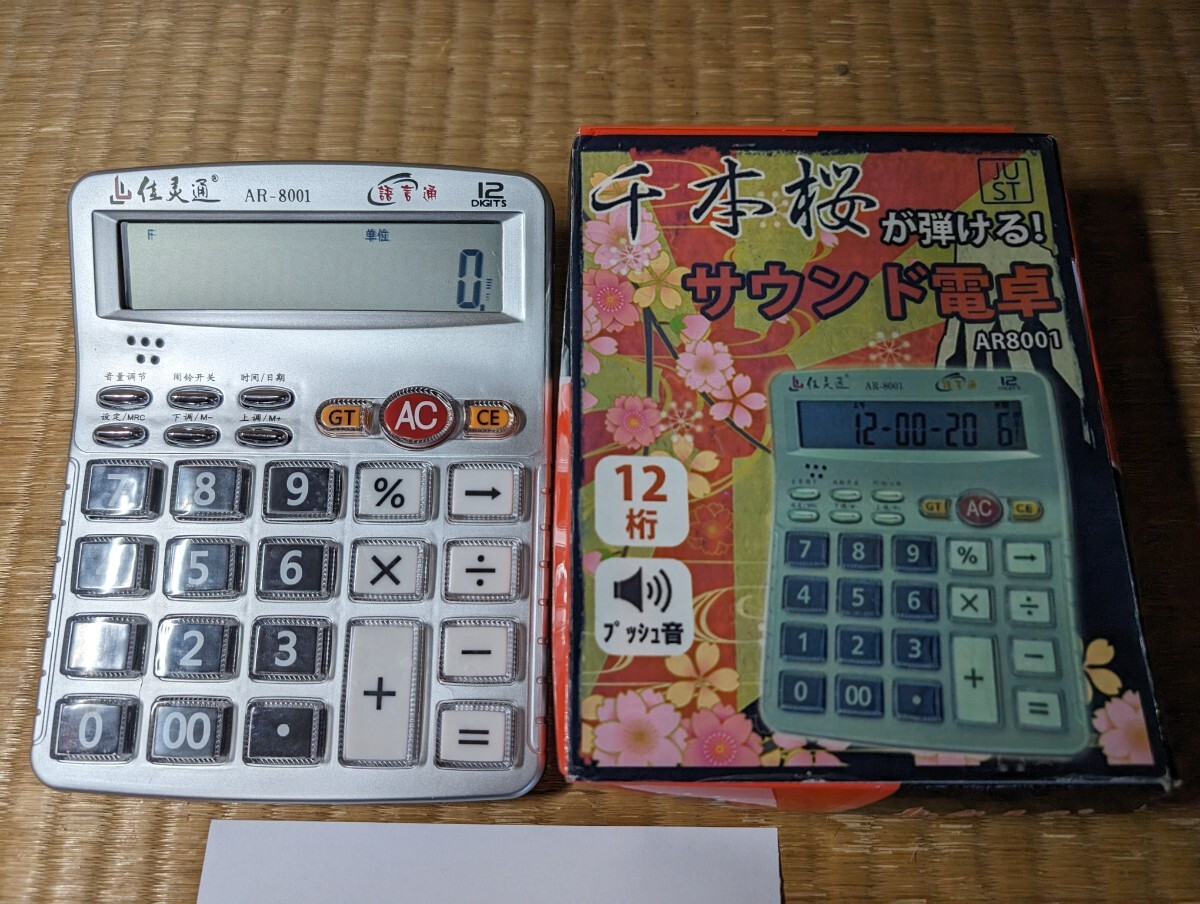 佳灵通® AR-8001 語言通 12 DIGITS
F 单位
0.
音量调节 闹铃开关 时间/日期
设定/MRC 下调/M- 上调/M+
GT AC CE
7 8 9 % →
5 6 × ÷
2 3 −
0 00 • + =
千本桜
が弾ける!
JU
ST
サウンド電卓
AR8001
12
桁
プッシュ音
佳灵通® AR-8001 12 DIGITS
12-00-20 6
GT AC CE
7 8 9 % →
4 5 6 × ÷
1 2 3 −
0 00 • + =